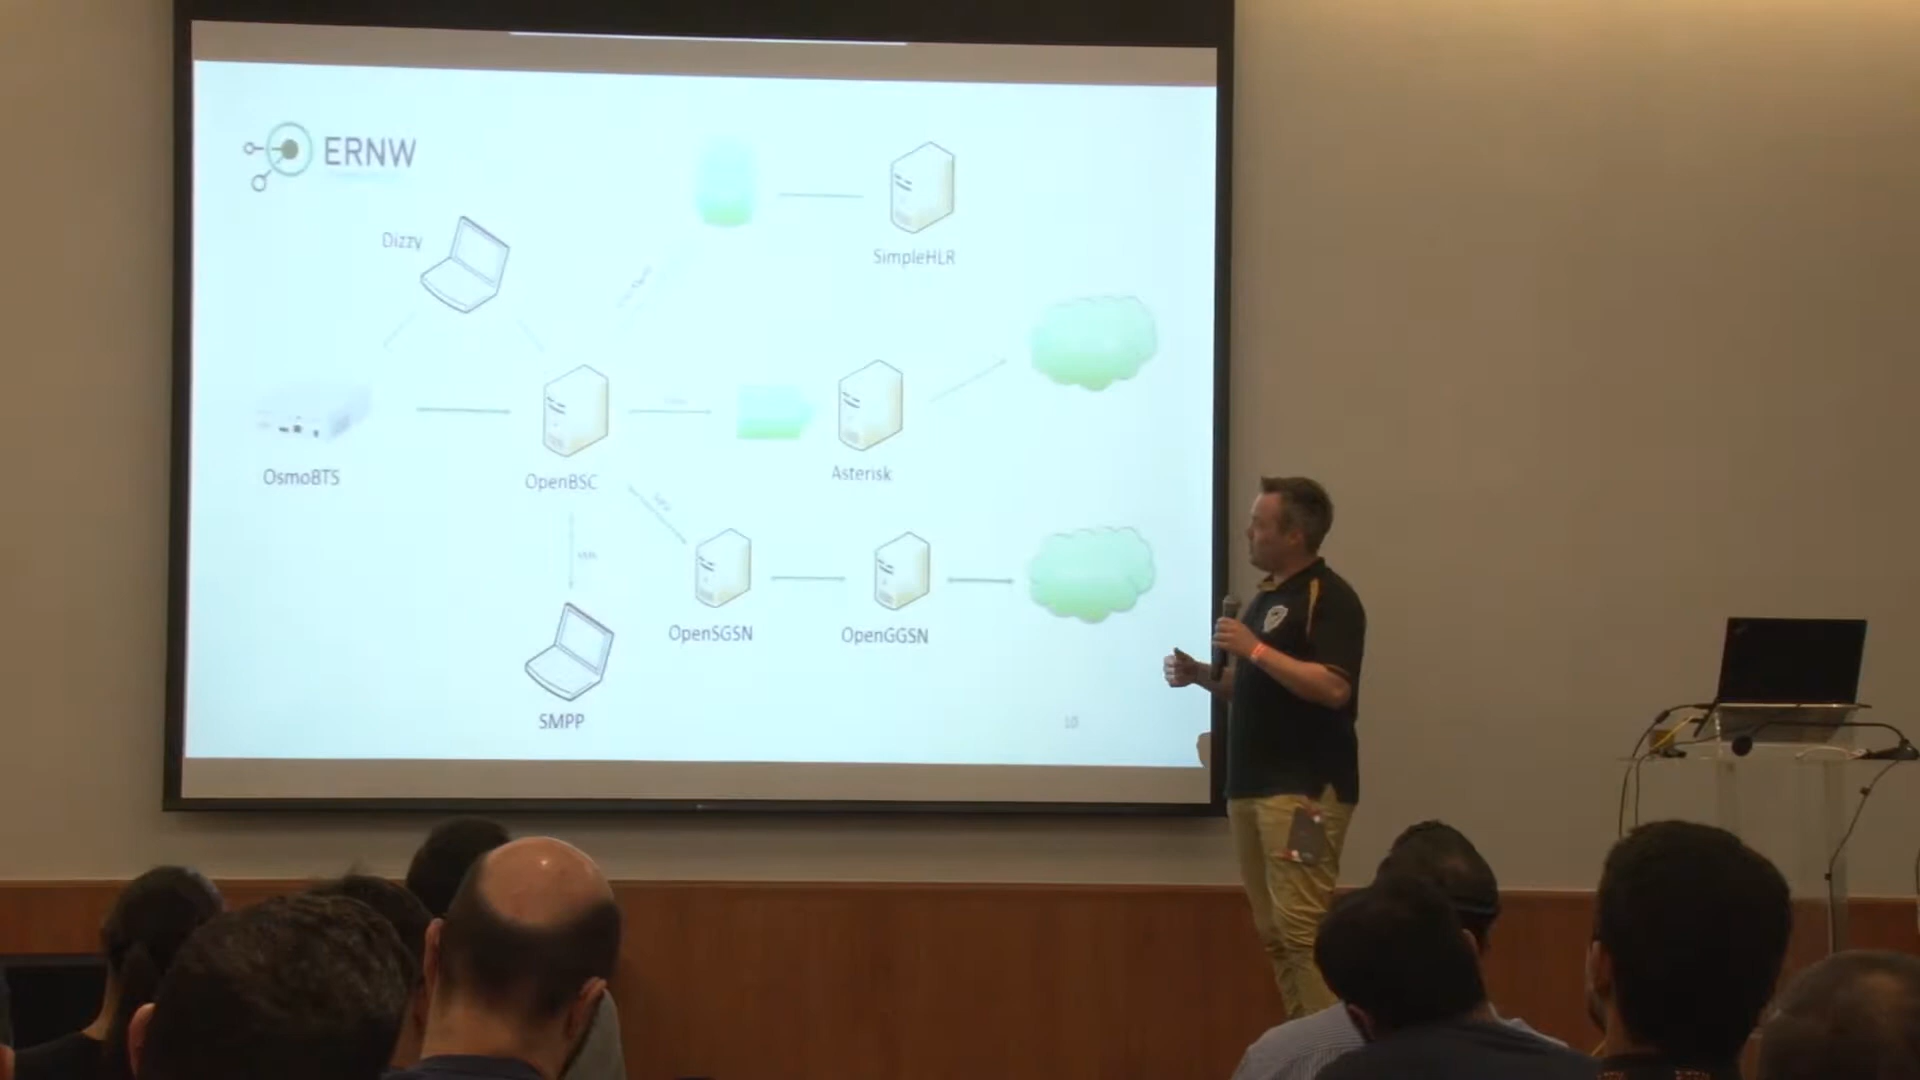 ERNW
Dizzy
SimpleHLR
OsmoBTS
OpenBSC
Asterisk
OpenSGSN
OpenGGSN
SMPP
10